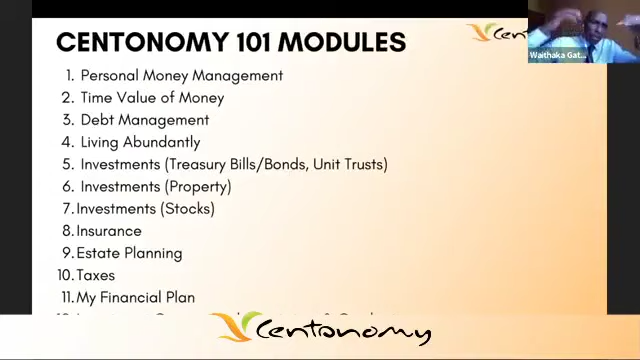 CENTONOMY 101 MODULES
1. Personal Money Management
2. Time Value of Money
3. Debt Management
4. Living Abundantly
5. Investments (Treasury Bills/Bonds, Unit Trusts)
6. Investments (Property)
7. Investments (Stocks)
8. Insurance
9. Estate Planning
10. Taxes
11. My Financial Plan
Waithaka Gat...
Centonomy